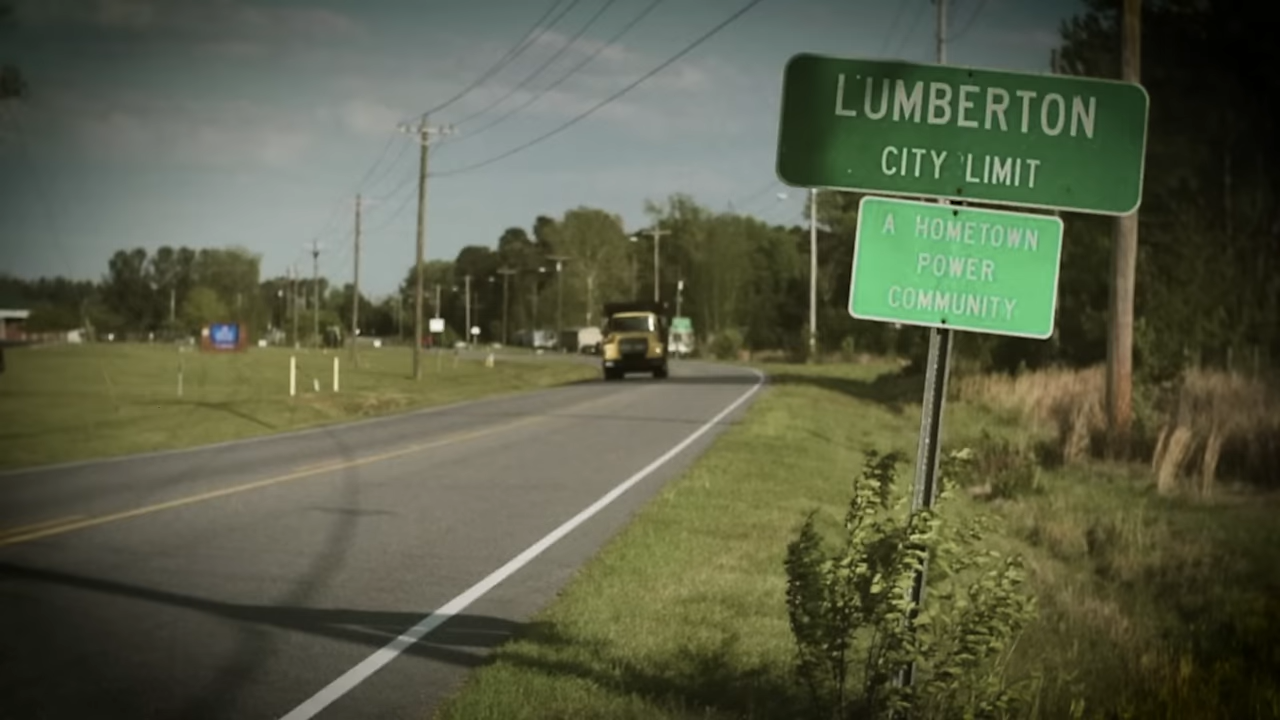 LUMBERTON
CITY LIMIT
A HOMETOWN
POWER
COMMUNITY